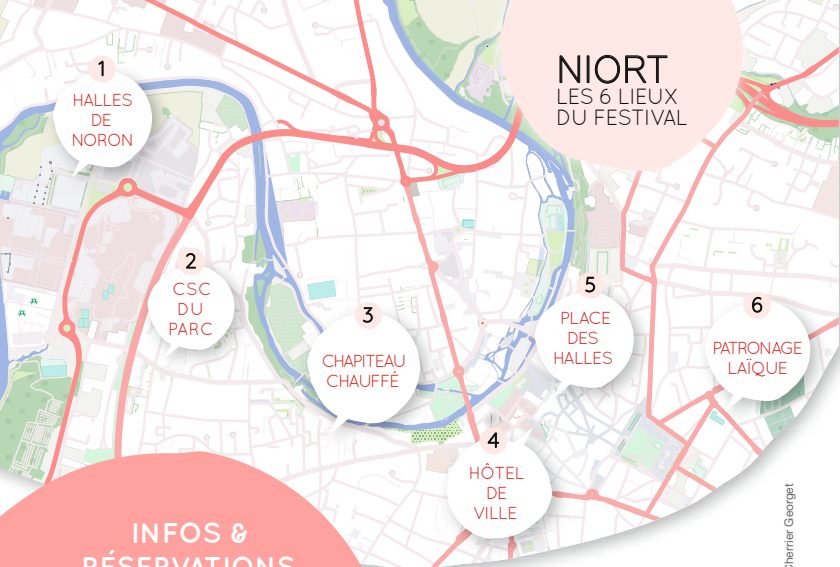 NIORT
LES 6 LIEUX
DU FESTIVAL
1
HALLES
DE
NORON
2
CSC
DU
PARC
3
CHAPITEAU
CHAUFFÉ
4
HÔTEL
DE
VILLE
5
PLACE
DES
HALLES
6
PATRONAGE
LAÏQUE
INFOS &
RÉSERVATIONS
Cherrier Georget